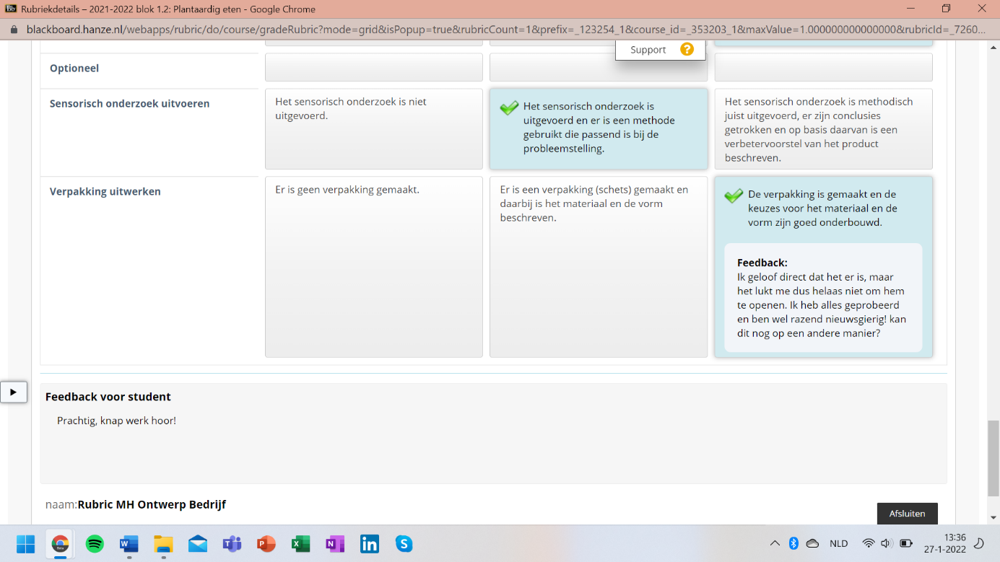 Rubriekdetails – 2021-2022 blok 1.2: Plantaardig eten - Google Chrome
blackboard.hanze.nl/webapps/rubric/do/course/gradeRubric?mode=grid&isPopup=true&rubricCount=1&prefix=_123254_1&course_id=_353203_1&maxValue=1.000000000000000&rubricId=_7260...
Support ?
Optioneel
Sensorisch onderzoek uitvoeren
Het sensorisch onderzoek is niet
uitgevoerd.
Het sensorisch onderzoek is
uitgevoerd en er is een methode
gebruikt die passend is bij de
probleemstelling.
Het sensorisch onderzoek is methodisch
juist uitgevoerd, er zijn conclusies
getrokken en op basis daarvan is een
verbetervoorstel van het product
beschreven.
Verpakking uitwerken
Er is geen verpakking gemaakt.
Er is een verpakking (schets) gemaakt en
daarbij is het materiaal en de vorm
beschreven.
De verpakking is gemaakt en de
keuzes voor het materiaal en de
vorm zijn goed onderbouwd.
Feedback:
Ik geloof direct dat het er is, maar
het lukt me dus helaas niet om hem
te openen. Ik heb alles geprobeerd
en ben wel razend nieuwsgierig! kan
dit nog op een andere manier?
Feedback voor student
Prachtig, knap werk hoor!
naam:Rubric MH Ontwerp Bedrijf
Afsluiten
NLD
13:36
27-1-2022